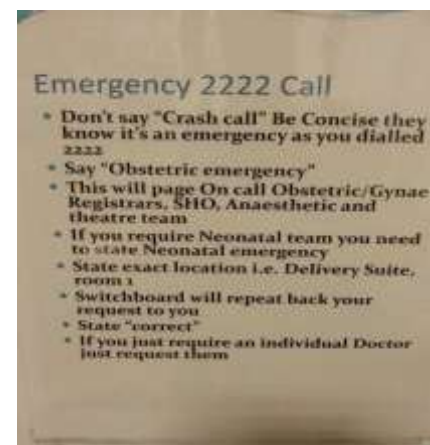 Emergency 2222 Call
• Don't say "Crash call" Be Concise they
know it's an emergency as you dialled
2222
• Say "Obstetric emergency"
• This will page On call Obstetric/Gynae
Registrars, SHO, Anaesthetic and
theatre team
• If you require Neonatal team you need
to state Neonatal emergency
• State exact location i.e. Delivery Suite,
room 1
• Switchboard will repeat back your
request to you
• State "correct"
• If you just require an individual Doctor
just request them